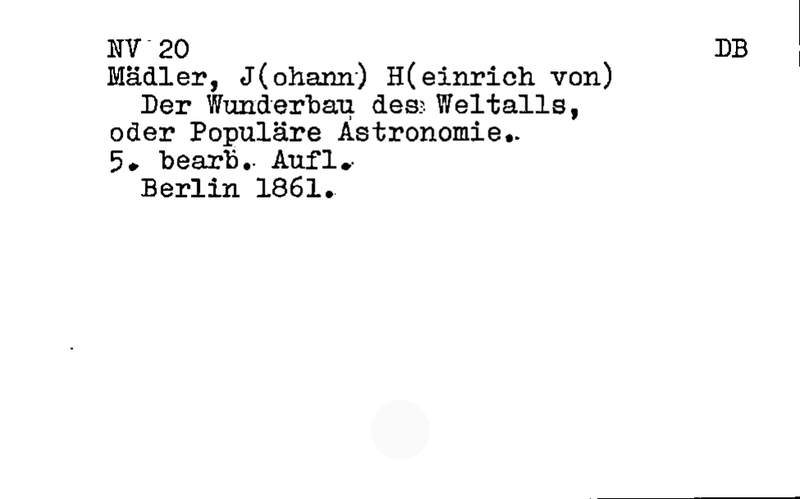 NV 20 DB
Mädler, J(ohann) H(einrich von)
Der Wunderbau des Weltalls,
oder Populäre Astronomie.
5. bearb. Aufl.
Berlin 1861.